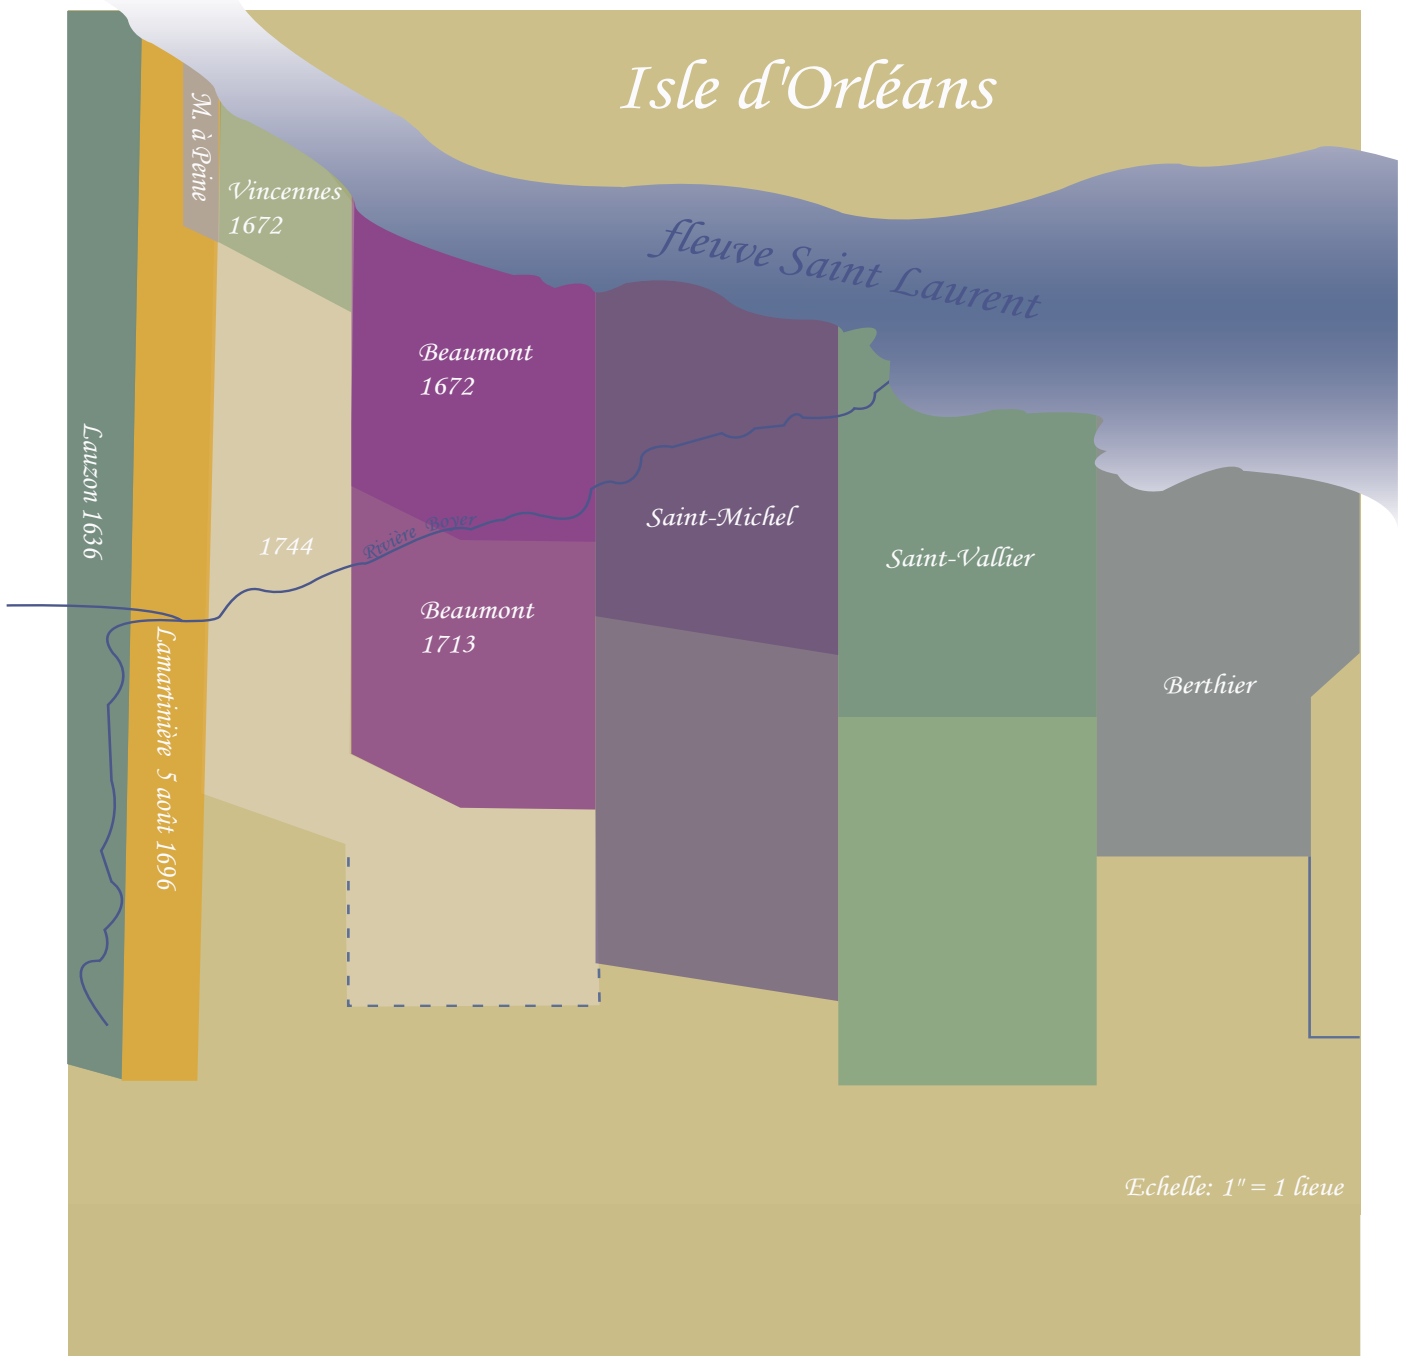 Isle d'Orléans
fleuve Saint Laurent
M. à Peine
Vincennes
1672
Beaumont
1672
Lauzon 1636
1744
Rivière Boyer
Saint-Michel
Saint-Vallier
Beaumont
1713
Berthier
Lamartinière 5 août 1696
Echelle: 1" = 1 lieue